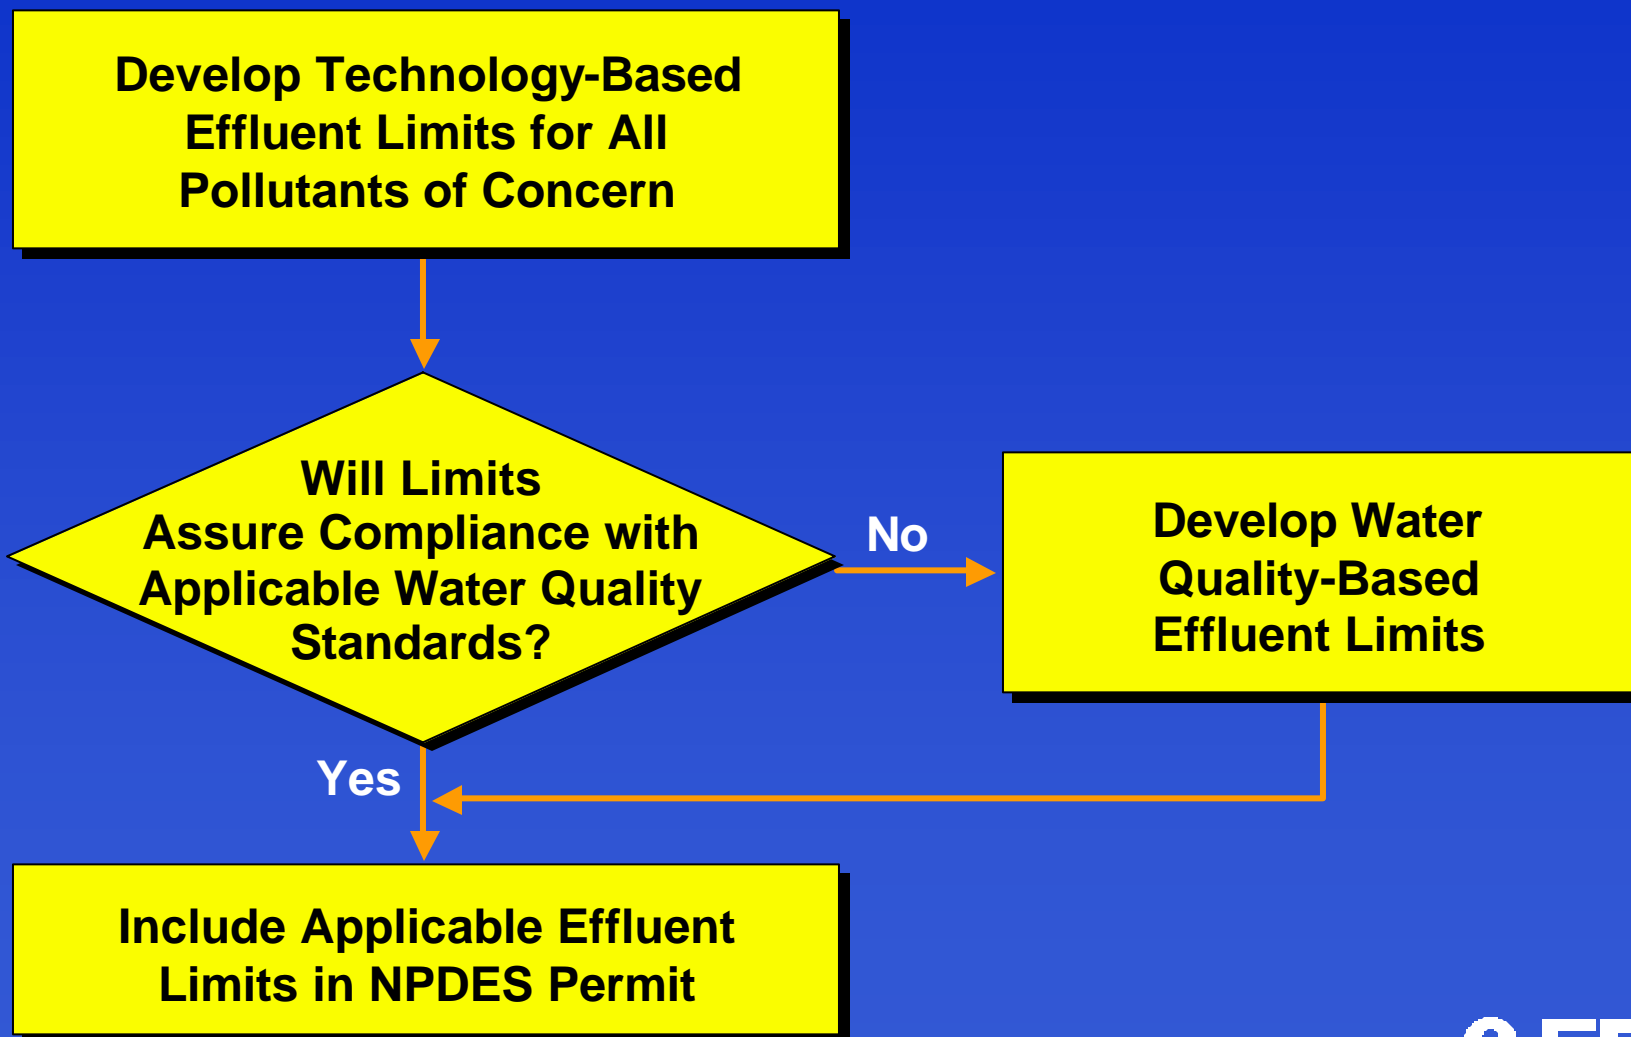 Develop Technology-Based
Effluent Limits for All
Pollutants of Concern
Will Limits
Assure Compliance with
Applicable Water Quality
Standards?
No
Develop Water
Quality-Based
Effluent Limits
Yes
Include Applicable Effluent
Limits in NPDES Permit